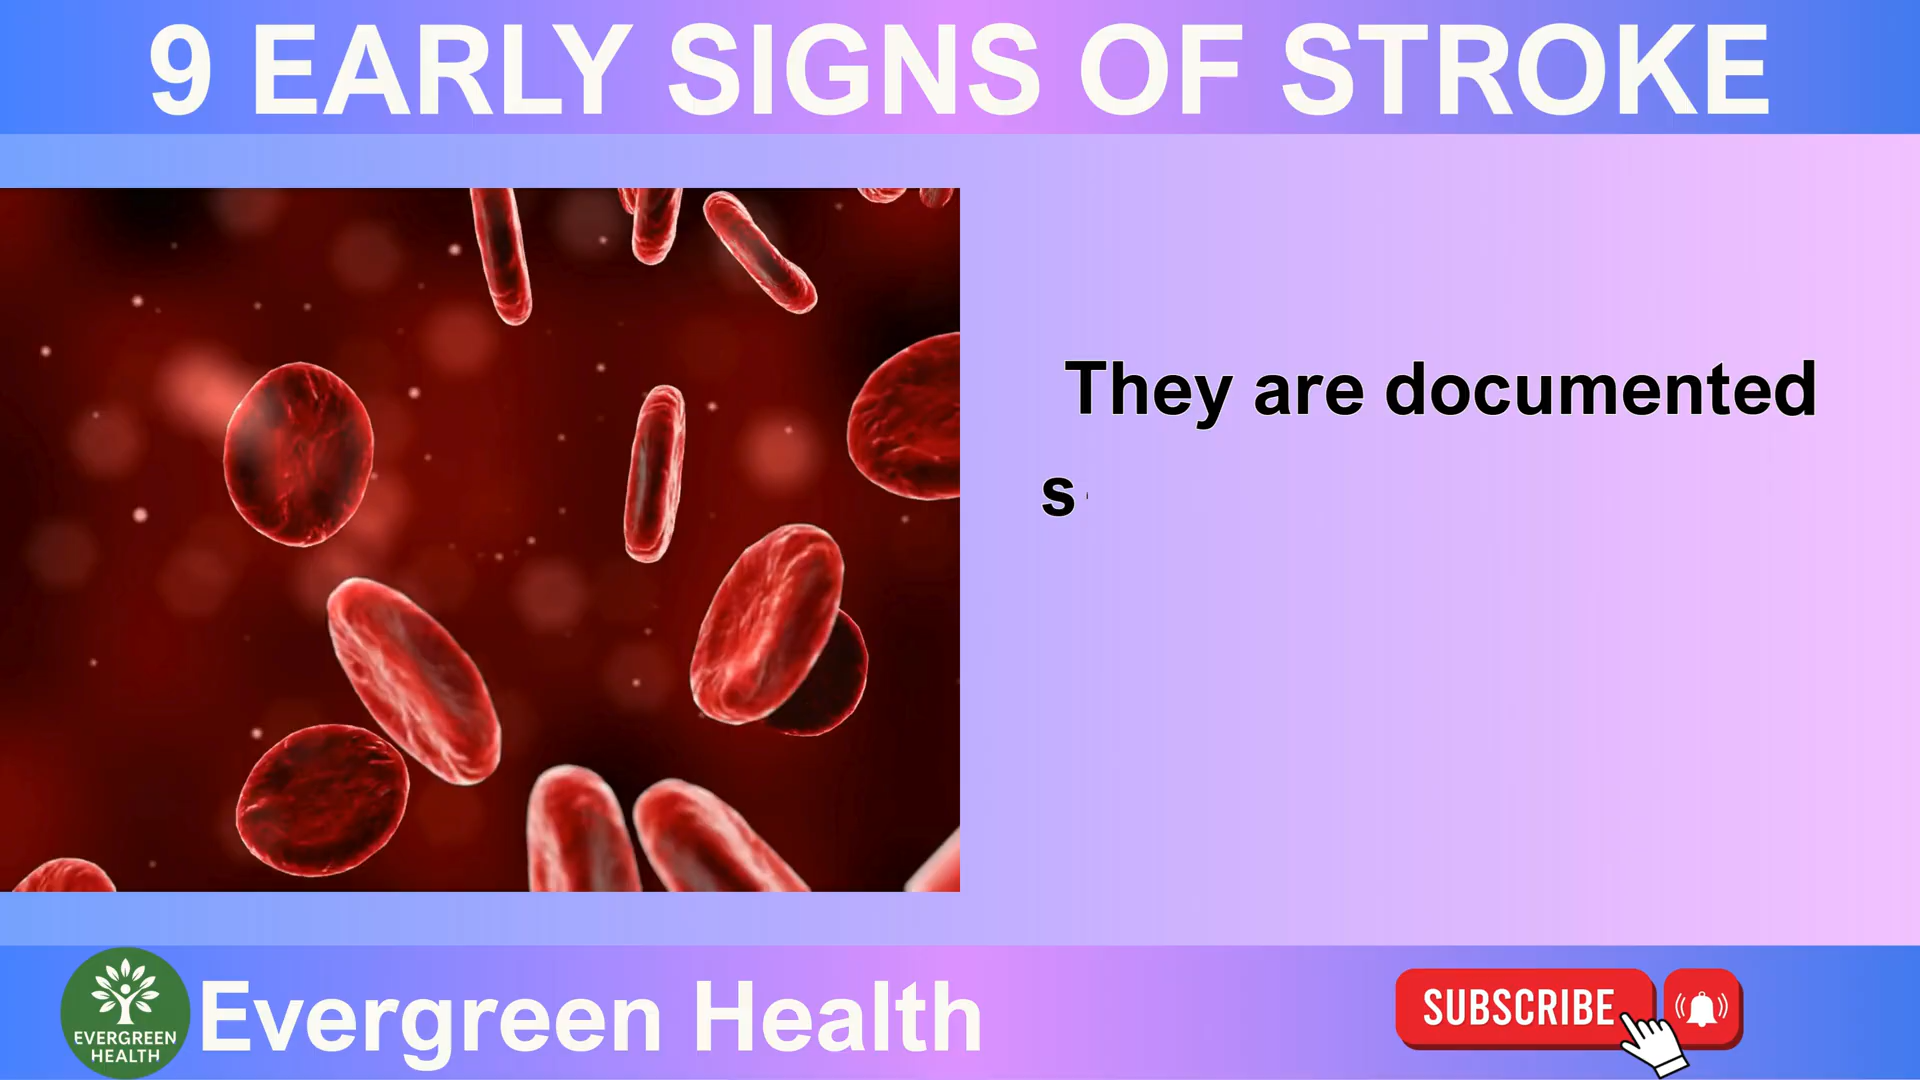 9 EARLY SIGNS OF STROKE
They are documented
s
EVERGREEN
HEALTH
Evergreen Health
SUBSCRIBE